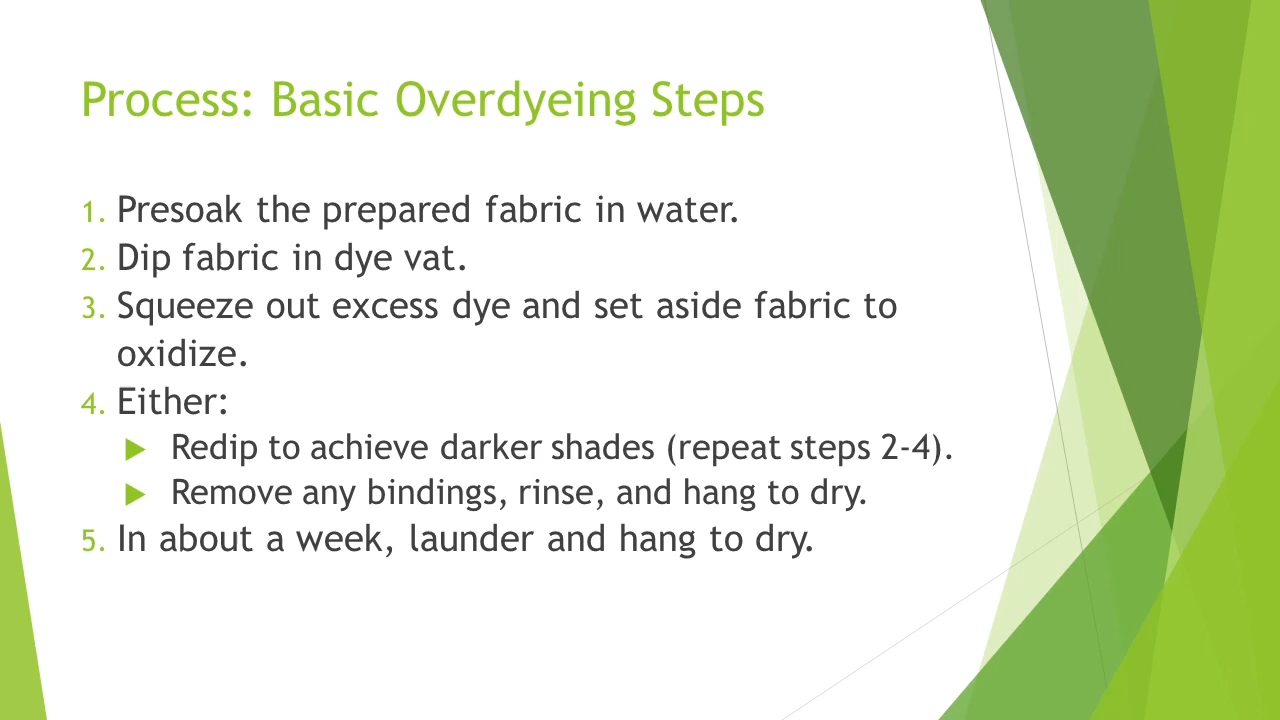 Process: Basic Overdyeing Steps
1. Presoak the prepared fabric in water.
2. Dip fabric in dye vat.
3. Squeeze out excess dye and set aside fabric to
oxidize.
4. Either:
Redip to achieve darker shades (repeat steps 2-4).
Remove any bindings, rinse, and hang to dry.
5. In about a week, launder and hang to dry.